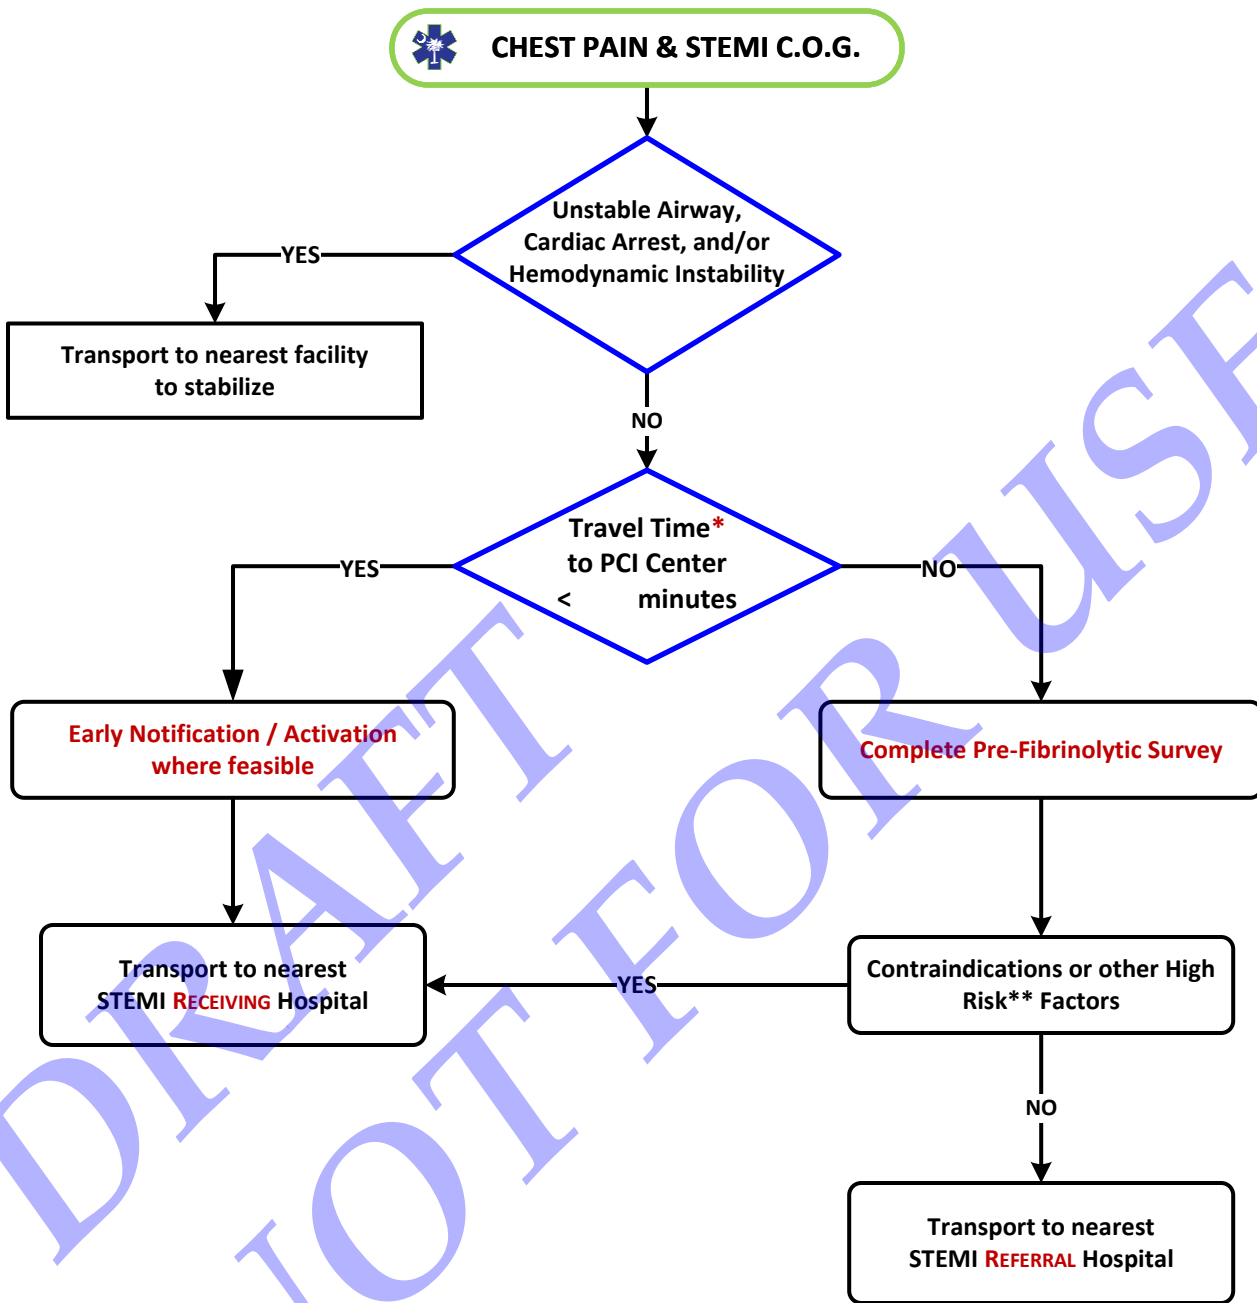 CHEST PAIN & STEMI C.O.G.
Unstable Airway,
Cardiac Arrest, and/or
Hemodynamic Instability
YES
Transport to nearest facility
to stabilize
NO
Travel Time*
to PCI Center
< minutes
YES
NO
Early Notification / Activation
where feasible
Complete Pre-Fibrinolytic Survey
Transport to nearest
STEMI RECEIVING Hospital
YES
Contraindications or other High
Risk** Factors
NO
Transport to nearest
STEMI REFERRAL Hospital
DRAFT
NOT FOR USE